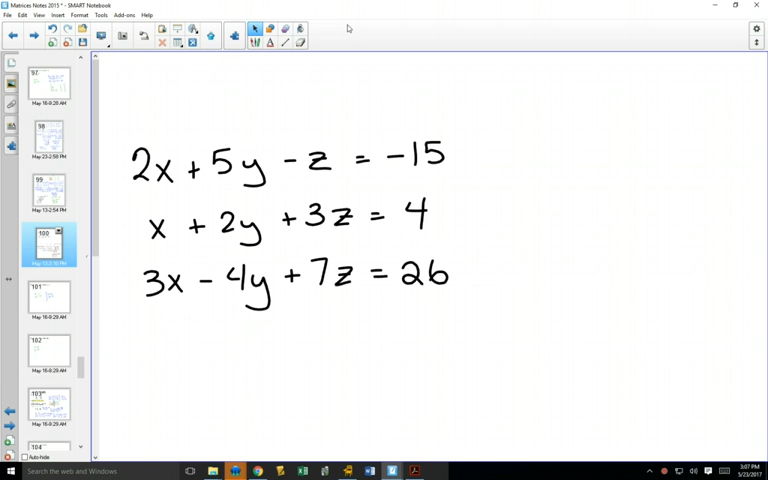 Matrices Notes 2015 * - SMART Notebook
File Edit View Insert Format Tools Add-ons Help
97
May 16-9:28 AM
98
May 23-2:58 PM
99
May 13-2:54 PM
100
101
May 16-9:29 AM
102
May 16-9:29 AM
103
May 16-9:29 AM
104
Auto-hide
2x + 5y - z = -15
x + 2y + 3z = 4
3x - 4y + 7z = 26
Search the web and Windows
3:07 PM
5/23/2017